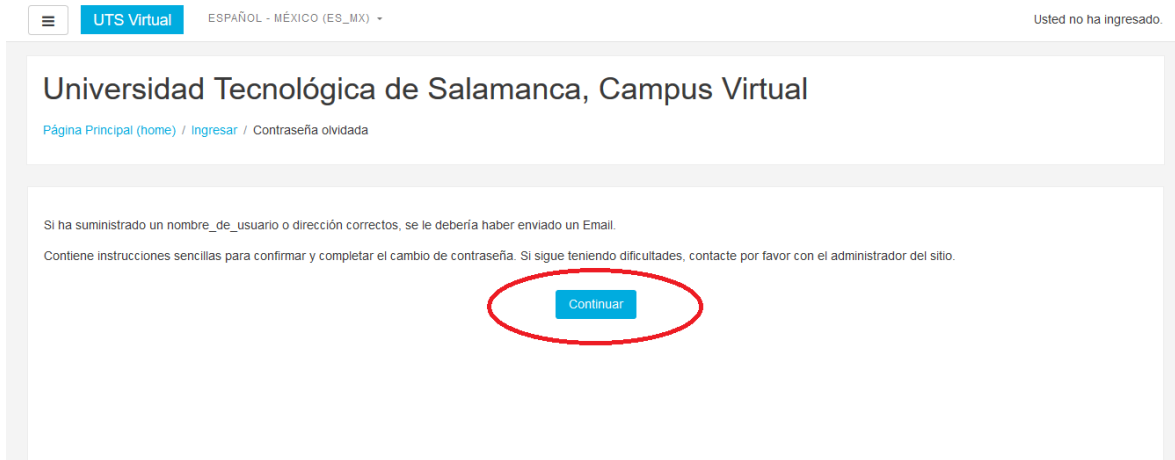 UTS Virtual ESPAÑOL - MÉXICO (ES_MX) Usted no ha ingresado.
Universidad Tecnológica de Salamanca, Campus Virtual
Página Principal (home) / Ingresar / Contraseña olvidada
Si ha suministrado un nombre_de_usuario o dirección correctos, se le debería haber enviado un Email.
Contiene instrucciones sencillas para confirmar y completar el cambio de contraseña. Si sigue teniendo dificultades, contacte por favor con el administrador del sitio.
Continuar